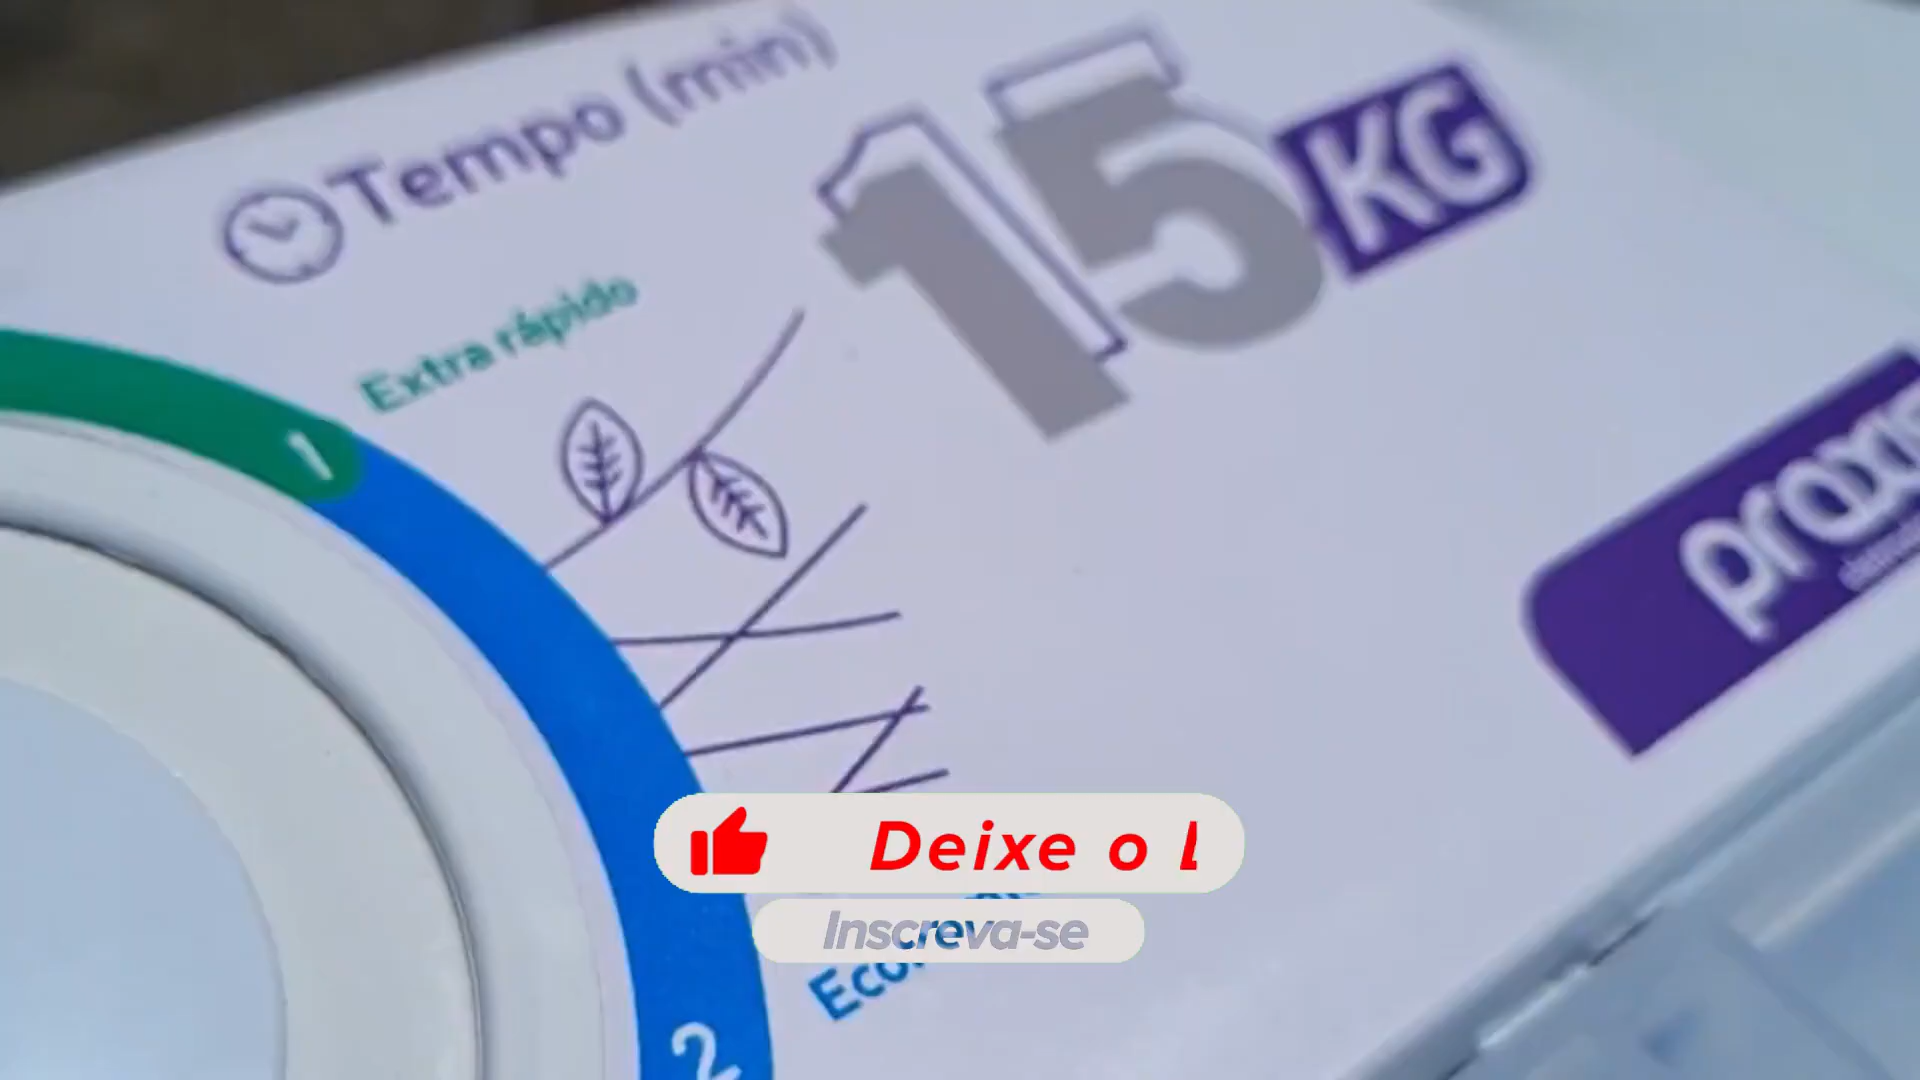 Tempo (min)
15 KG
Extra rápido
1
Deixe o l
Inscreva-se
2